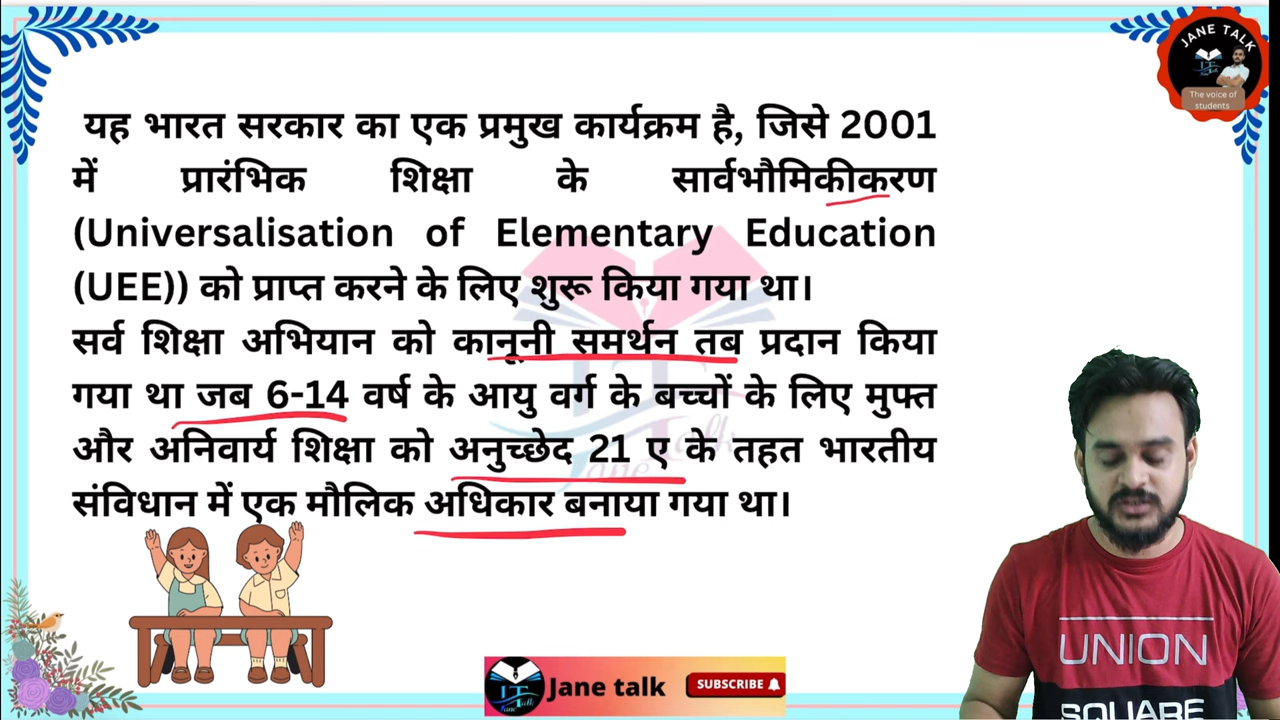 यह भारत सरकार का एक प्रमुख कार्यक्रम है, जिसे 2001
में प्रारंभिक शिक्षा के सार्वभौमिकीकरण
(Universalisation of Elementary Education
(UEE)) को प्राप्त करने के लिए शुरू किया गया था।
सर्व शिक्षा अभियान को कानूनी समर्थन तब प्रदान किया
गया था जब 6-14 वर्ष के आयु वर्ग के बच्चों के लिए मुफ्त
और अनिवार्य शिक्षा को अनुच्छेद 21 ए के तहत भारतीय
संविधान में एक मौलिक अधिकार बनाया गया था।
JANE TALK
The voice of
students
Jane Talk
UNION
SQUARE
Jane talk
SUBSCRIBE